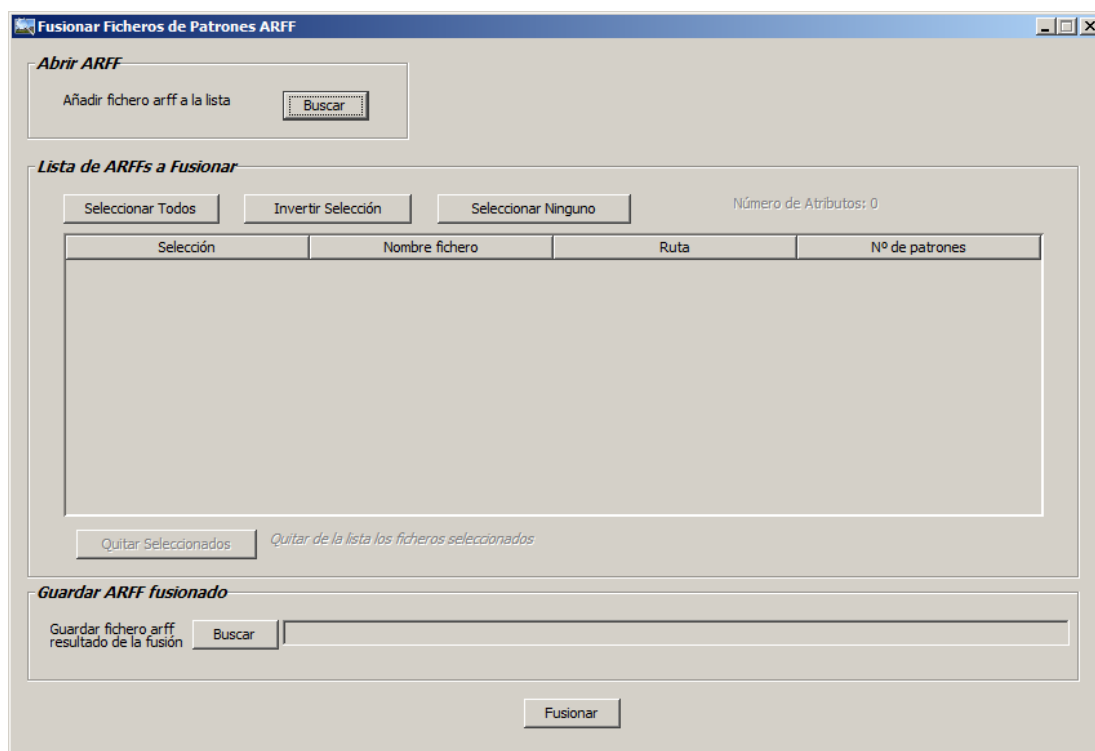 Fusionar Ficheros de Patrones ARFF
Abrir ARFF
Añadir fichero arff a la lista
Buscar
Lista de ARFFs a Fusionar
Seleccionar Todos
Invertir Selección
Seleccionar Ninguno
Número de Atributos: 0
Selección
Nombre fichero
Ruta
Nº de patrones
Quitar Seleccionados
Quitar de la lista los ficheros seleccionados
Guardar ARFF fusionado
Guardar fichero arff
resultado de la fusión
Buscar
Fusionar